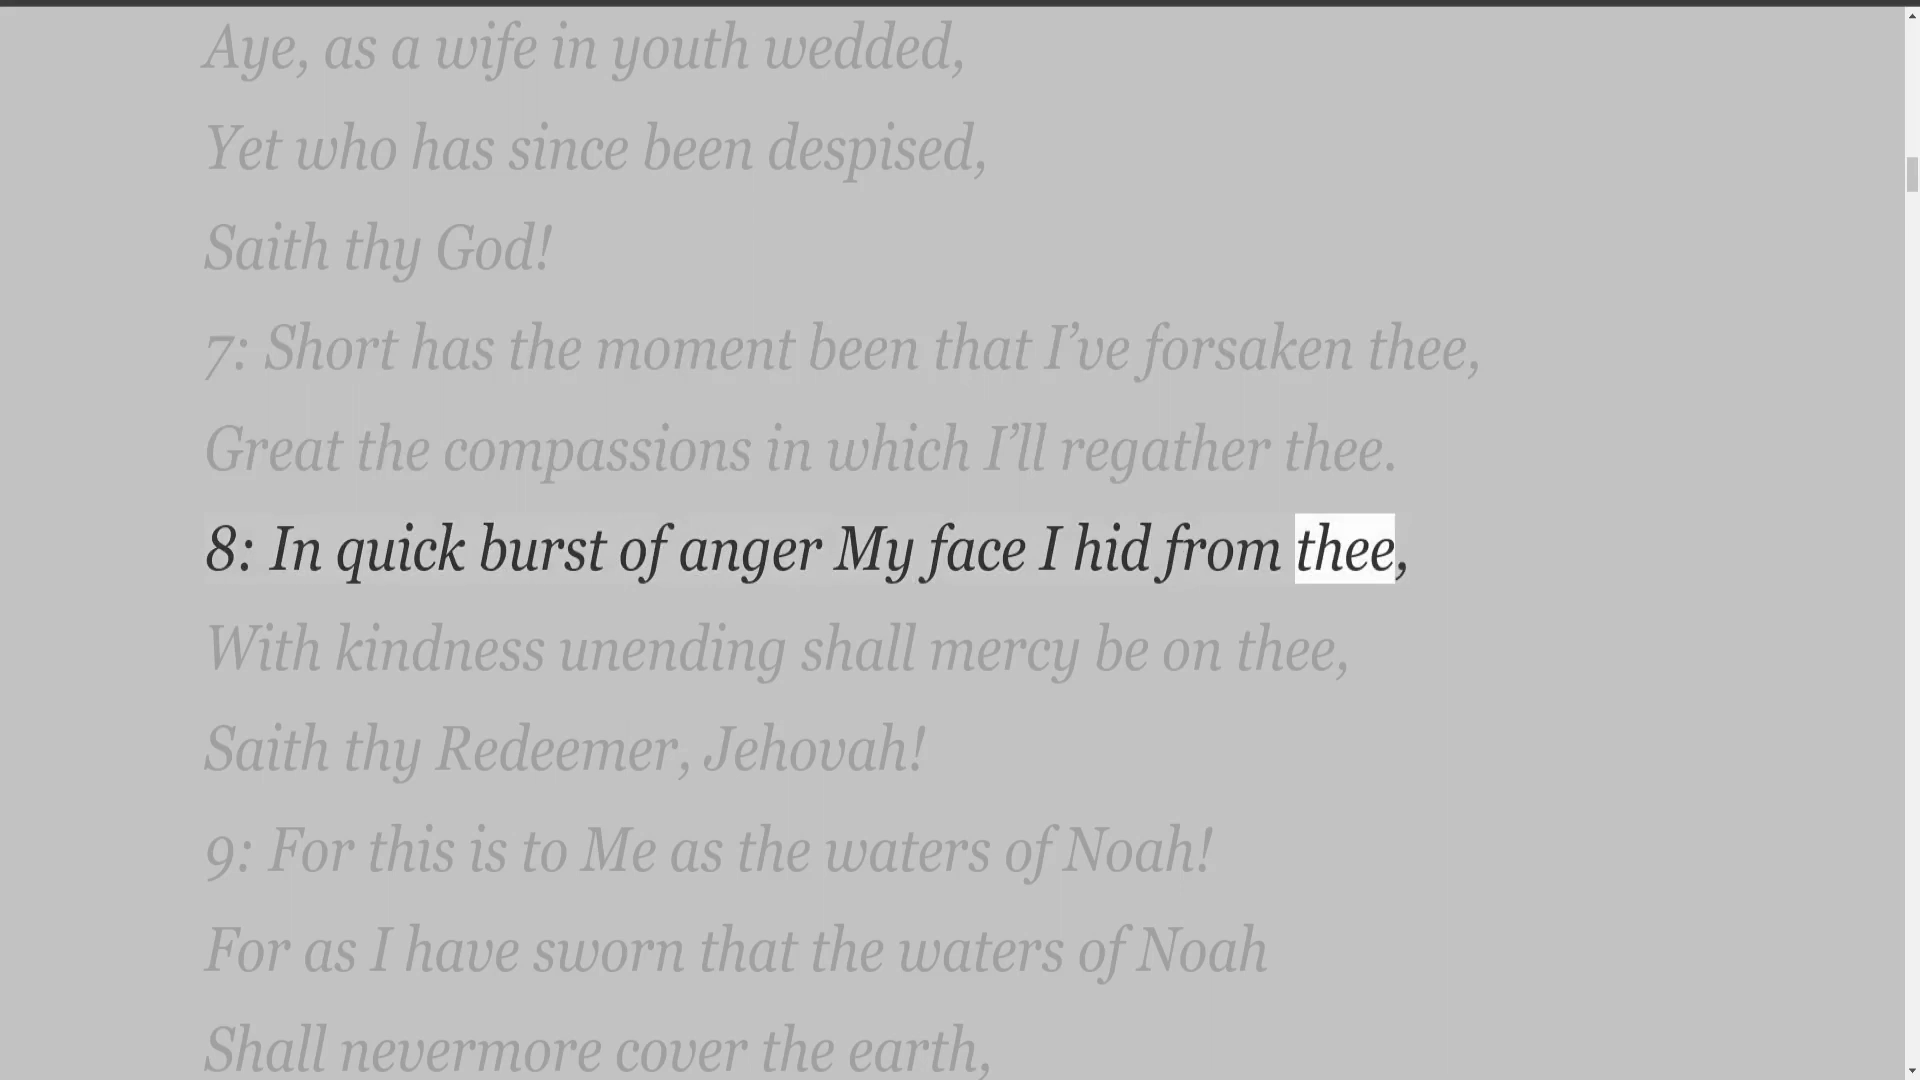 Aye, as a wife in youth wedded,
Yet who has since been despised,
Saith thy God!
7: Short has the moment been that I’ve forsaken thee,
Great the compassions in which I’ll regather thee.
8: In quick burst of anger My face I hid from thee,
With kindness unending shall mercy be on thee,
Saith thy Redeemer, Jehovah!
9: For this is to Me as the waters of Noah!
For as I have sworn that the waters of Noah
Shall nevermore cover the earth,